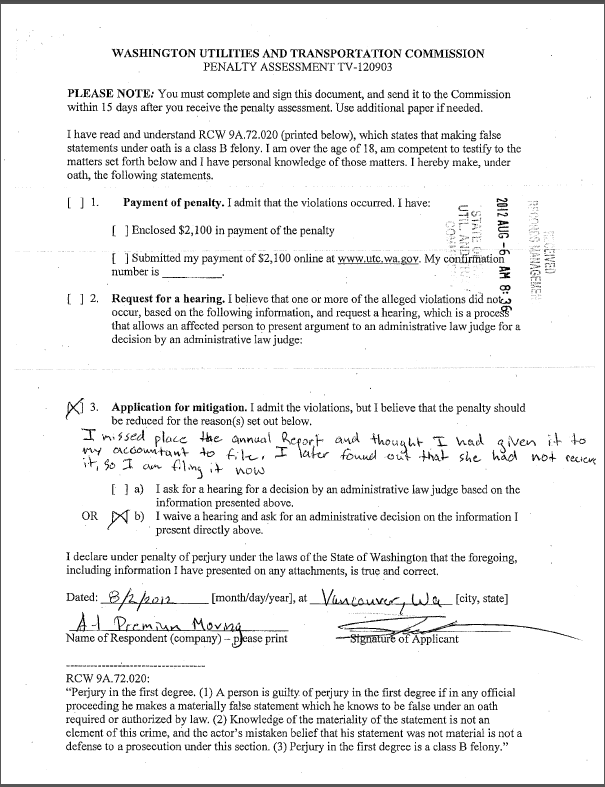 WASHINGTON UTILITIES AND TRANSPORTATION COMMISSION
PENALTY ASSESSMENT TV-120903
PLEASE NOTE: You must complete and sign this document, and send it to the Commission
within 15 days after you receive the penalty assessment. Use additional paper if needed.
I have read and understand RCW 9A.72.020 (printed below), which states that making false
statements under oath is a class B felony. I am over the age of 18, am competent to testify to the
matters set forth below and I have personal knowledge of those matters. I hereby make, under
oath, the following statements.
[ ] 1. Payment of penalty. I admit that the violations occurred. I have:
[ ] Enclosed $2,100 in payment of the penalty
[ ] Submitted my payment of $2,100 online at www.utc.wa.gov. My confirmation
number is __________.
2012 AUG -6 AM 8:36
STATE OF
UTIL. AND
RECEIVED
RECORDS MANAGEMEN
[ ] 2. Request for a hearing. I believe that one or more of the alleged violations did not
occur, based on the following information, and request a hearing, which is a process
that allows an affected person to present argument to an administrative law judge for a
decision by an administrative law judge:
[X] 3. Application for mitigation. I admit the violations, but I believe that the penalty should
be reduced for the reason(s) set out below.
I missed place the annual Report and thought I had given it to
my accountant to file, I later found out that she had not recieve
it, so I am filing it now
[ ] a) I ask for a hearing for a decision by an administrative law judge based on the
information presented above.
OR [X] b) I waive a hearing and ask for an administrative decision on the information I
present directly above.
I declare under penalty of perjury under the laws of the State of Washington that the foregoing,
including information I have presented on any attachments, is true and correct.
Dated: 8/2/2012 [month/day/year], at Vancouver, Wa [city, state]
A-1 Premium Moving
Name of Respondent (company) – please print Signature of Applicant
-----------------------------------
RCW 9A.72.020:
"Perjury in the first degree. (1) A person is guilty of perjury in the first degree if in any official
proceeding he makes a materially false statement which he knows to be false under an oath
required or authorized by law. (2) Knowledge of the materiality of the statement is not an
element of this crime, and the actor's mistaken belief that his statement was not material is not a
defense to a prosecution under this section. (3) Perjury in the first degree is a class B felony."